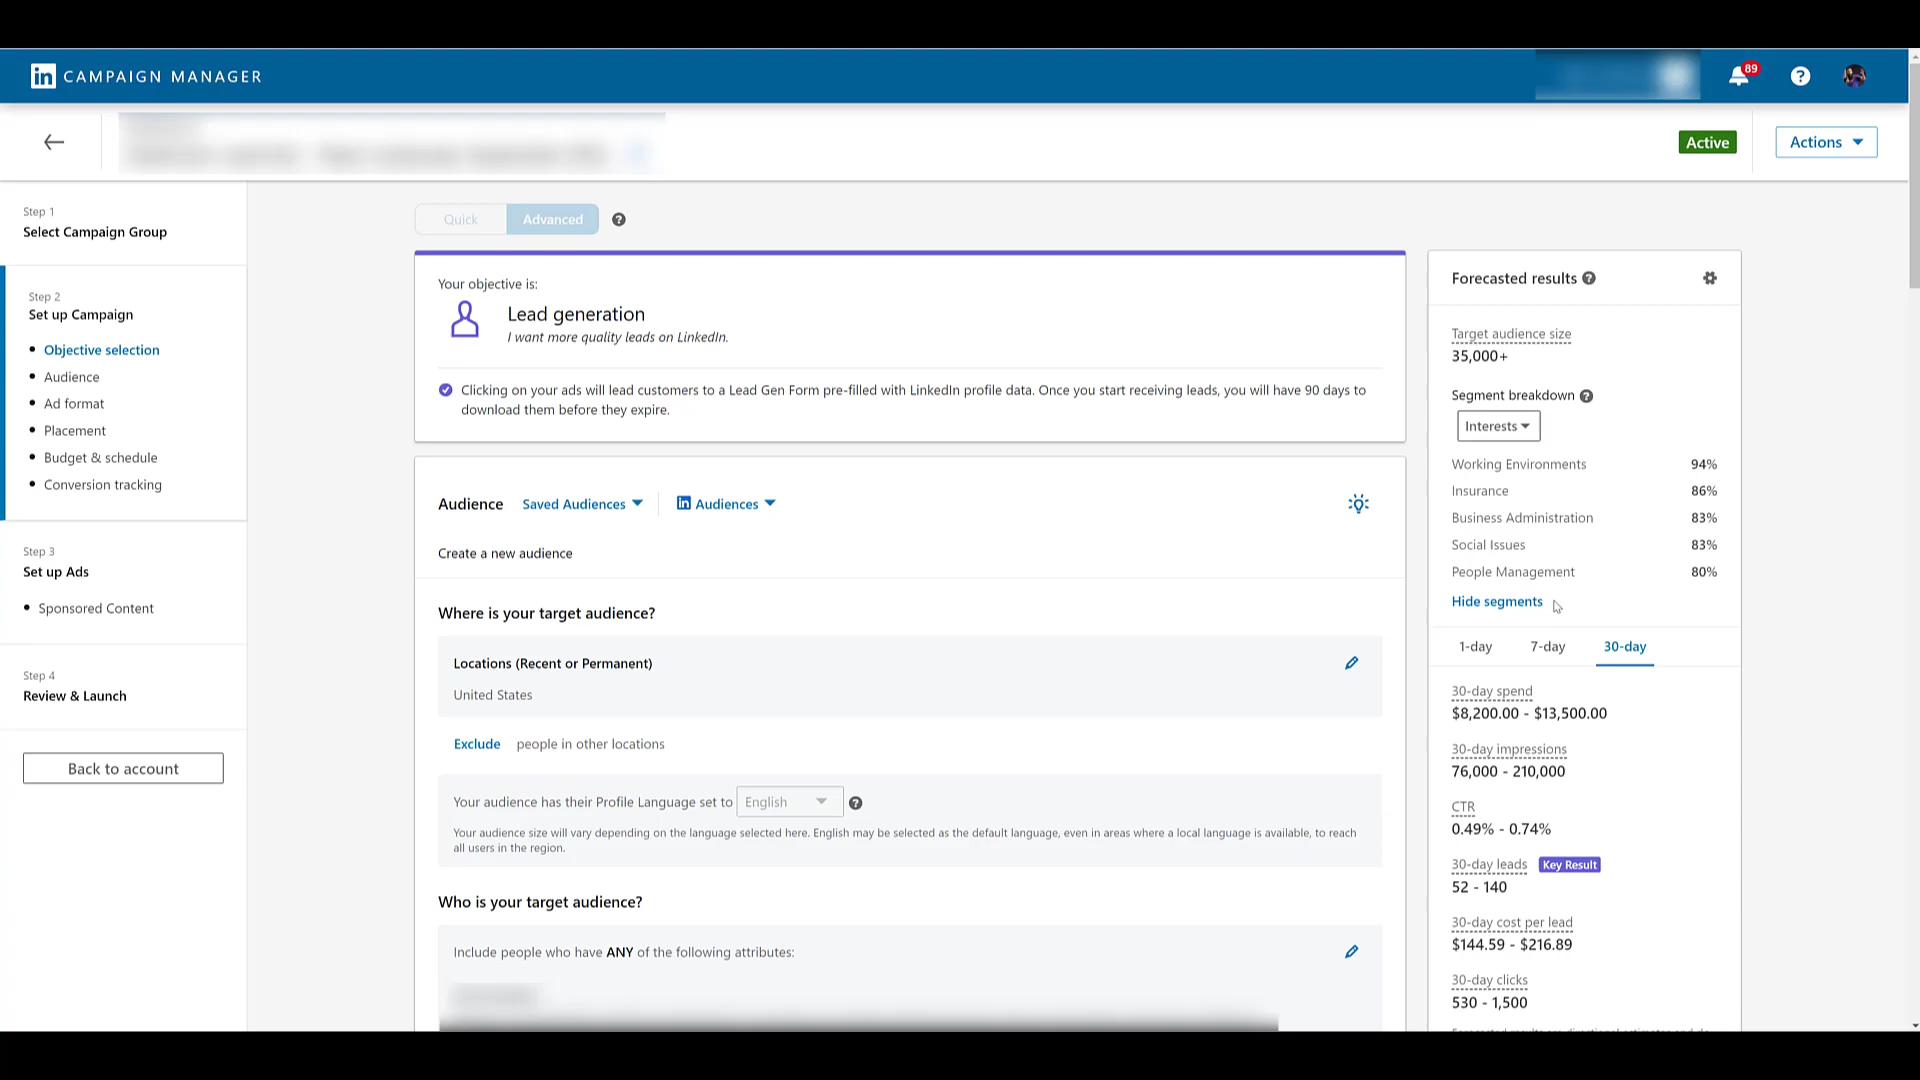 in CAMPAIGN MANAGER
89
Active
Actions
Step 1
Select Campaign Group
Step 2
Set up Campaign
Objective selection
Audience
Ad format
Placement
Budget & schedule
Conversion tracking
Step 3
Set up Ads
Sponsored Content
Step 4
Review & Launch
Back to account
Quick
Advanced
Your objective is:
Lead generation
I want more quality leads on LinkedIn.
Clicking on your ads will lead customers to a Lead Gen Form pre-filled with LinkedIn profile data. Once you start receiving leads, you will have 90 days to
download them before they expire.
Audience Saved Audiences in Audiences
Create a new audience
Where is your target audience?
Locations (Recent or Permanent)
United States
Exclude people in other locations
Your audience has their Profile Language set to English
Your audience size will vary depending on the language selected here. English may be selected as the default language, even in areas where a local language is available, to reach
all users in the region.
Who is your target audience?
Include people who have ANY of the following attributes:
Forecasted results
Target audience size
35,000+
Segment breakdown
Interests
Working Environments 94%
Insurance 86%
Business Administration 83%
Social Issues 83%
People Management 80%
Hide segments
1-day 7-day 30-day
30-day spend
$8,200.00 - $13,500.00
30-day impressions
76,000 - 210,000
CTR
0.49% - 0.74%
30-day leads Key Result
52 - 140
30-day cost per lead
$144.59 - $216.89
30-day clicks
530 - 1,500